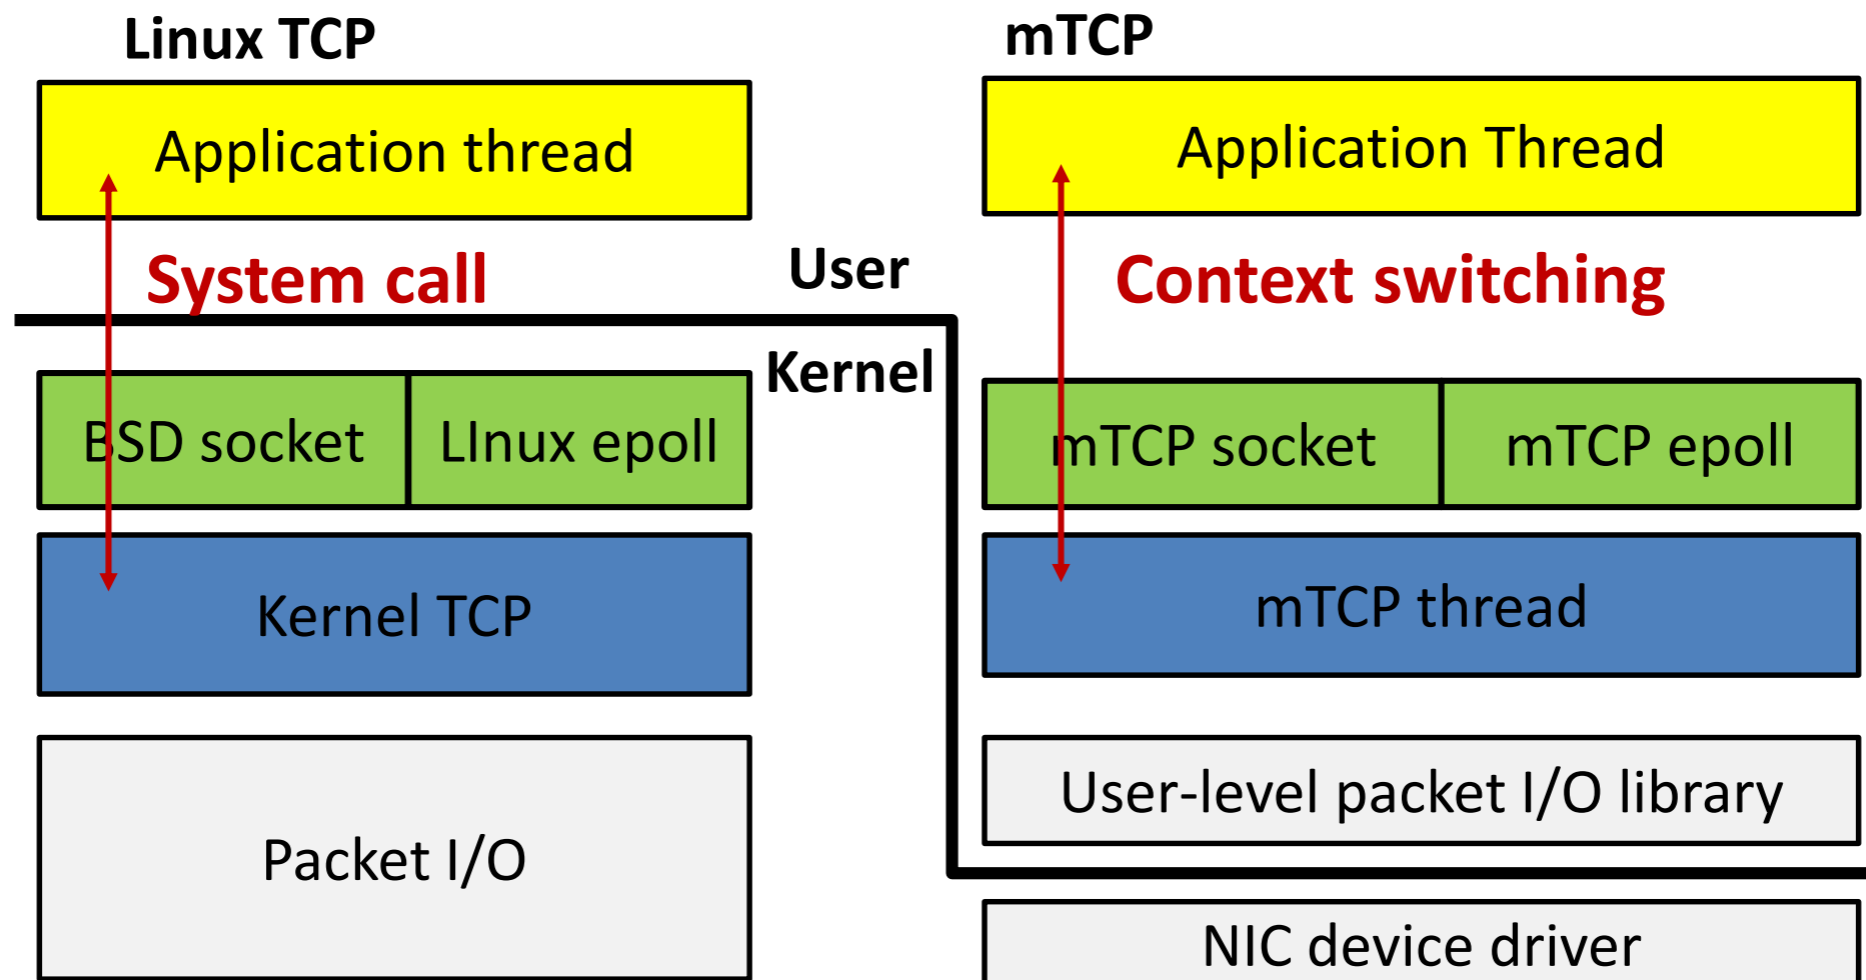 Linux TCP
Application thread
System call
User
Kernel
BSD socket
LInux epoll
Kernel TCP
Packet I/O
mTCP
Application Thread
Context switching
mTCP socket
mTCP epoll
mTCP thread
User-level packet I/O library
NIC device driver